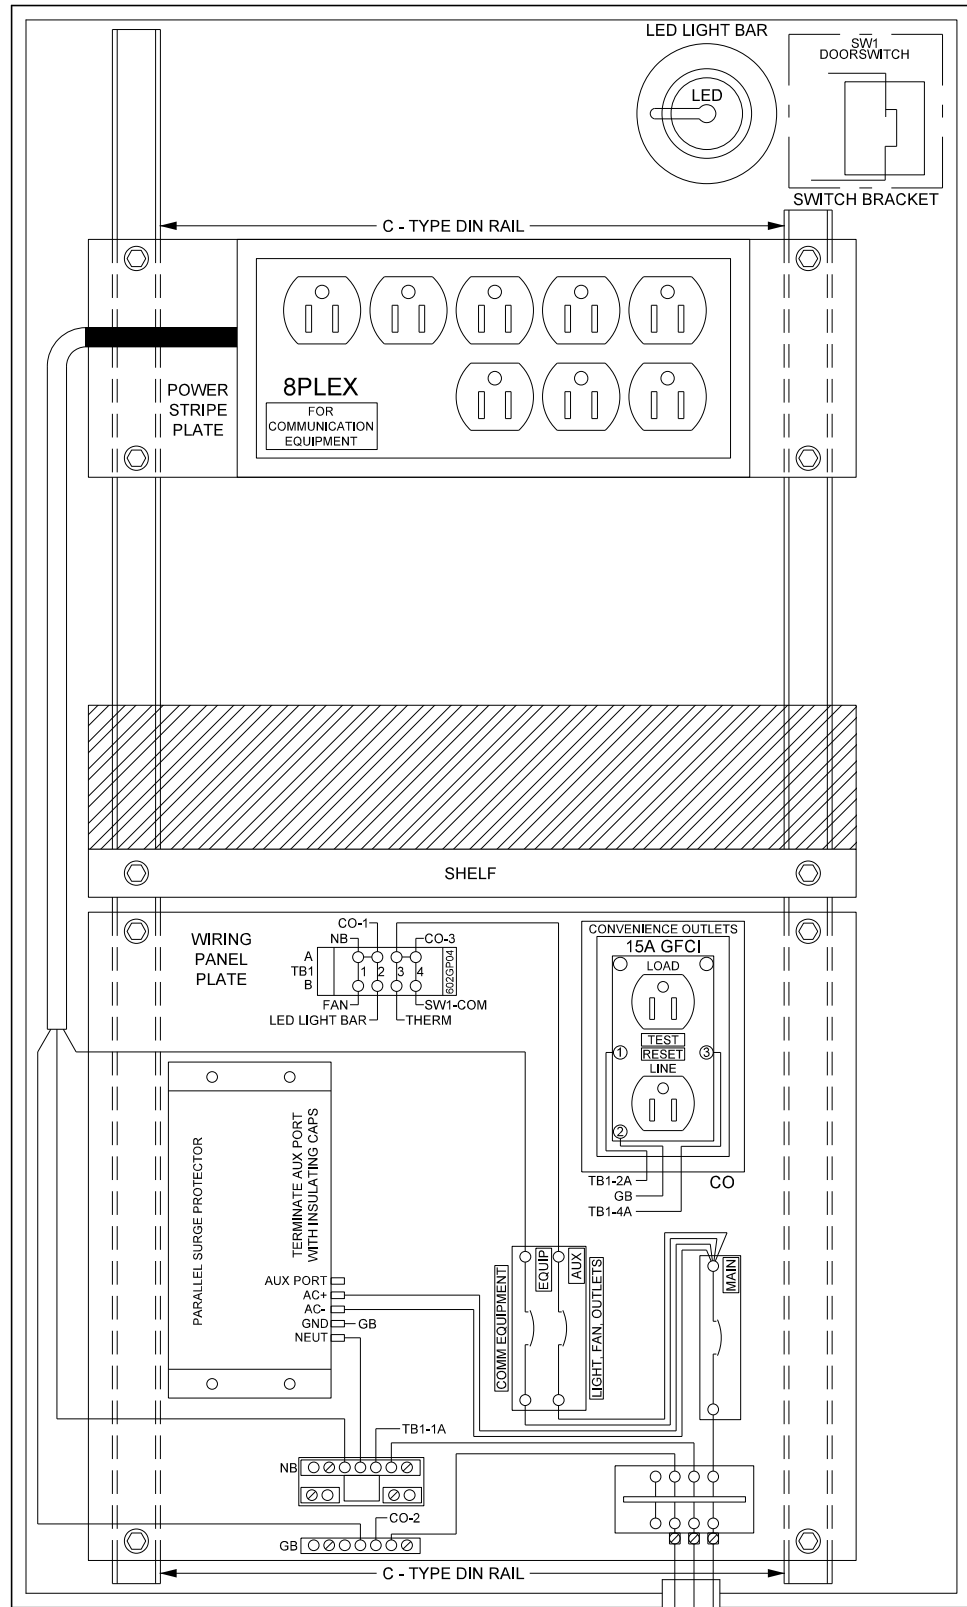 LED LIGHT BAR
SW1
DOORSWITCH
LED
SWITCH BRACKET
C - TYPE DIN RAIL
POWER
STRIPE
PLATE
8PLEX
FOR
COMMUNICATION
EQUIPMENT
SHELF
WIRING
PANEL
PLATE
CO-1
NB
CO-3
A
TB1
B
1 2 3 4
602GP04
FAN
SW1-COM
LED LIGHT BAR
THERM
CONVENIENCE OUTLETS
15A GFCI
LOAD
TEST
RESET
LINE
1
3
2
TB1-2A
GB
TB1-4A
CO
PARALLEL SURGE PROTECTOR
TERMINATE AUX PORT
WITH INSULATING CAPS
AUX PORT
AC+
AC-
GND
GB
NEUT
COMM EQUIPMENT
EQUIP
AUX
LIGHT, FAN, OUTLETS
MAIN
TB1-1A
NB
CO-2
GB
C - TYPE DIN RAIL